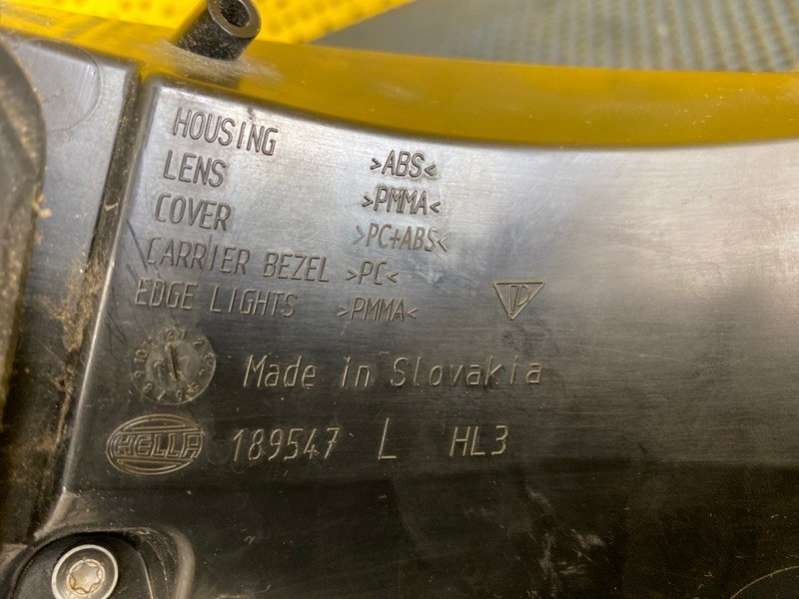 HOUSING >ABS<
LENS >PMMA<
COVER >PC+ABS<
CARRIER BEZEL >PC<
EDGE LIGHTS >PMMA<
Made in Slovakia
HELLA 189547 L HL3